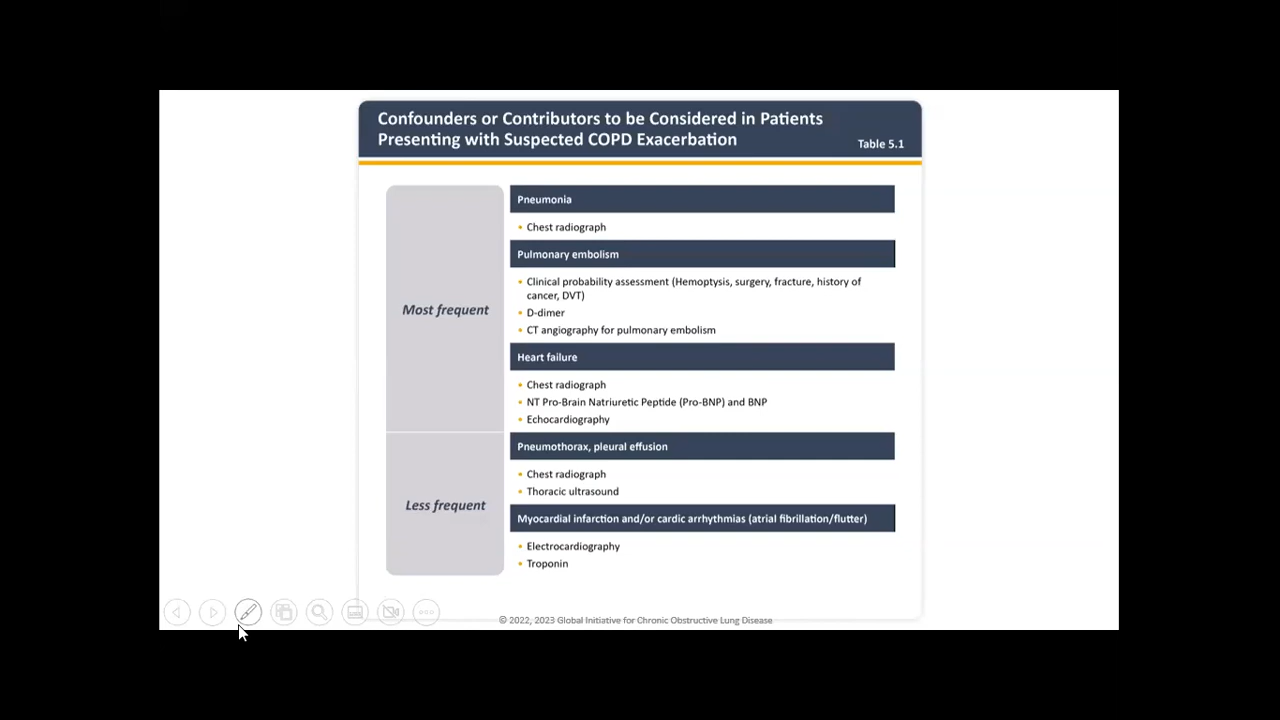 Confounders or Contributors to be Considered in Patients
Presenting with Suspected COPD Exacerbation
Table 5.1
Most frequent
Pneumonia
• Chest radiograph
Pulmonary embolism
• Clinical probability assessment (Hemoptysis, surgery, fracture, history of
cancer, DVT)
• D-dimer
• CT angiography for pulmonary embolism
Heart failure
• Chest radiograph
• NT Pro-Brain Natriuretic Peptide (Pro-BNP) and BNP
• Echocardiography
Less frequent
Pneumothorax, pleural effusion
• Chest radiograph
• Thoracic ultrasound
Myocardial infarction and/or cardic arrhythmias (atrial fibrillation/flutter)
• Electrocardiography
• Troponin
© 2022, 2023 Global Initiative for Chronic Obstructive Lung Disease